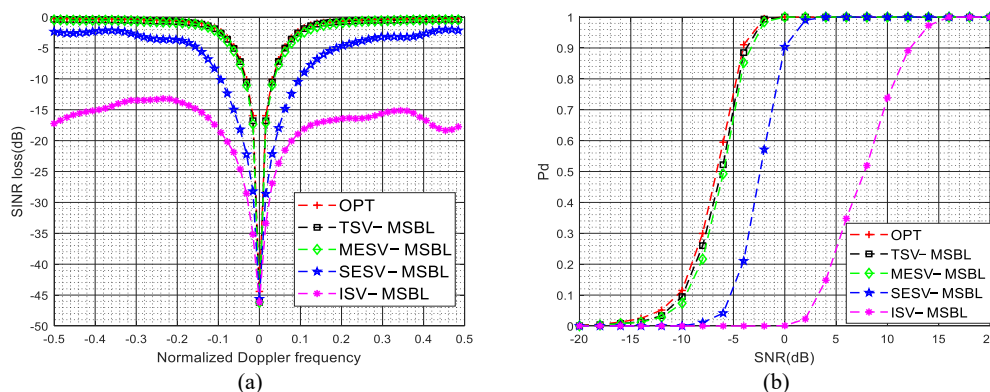 0
-5
-10
-15
-20
-25
-30
-35
-40
-45
-50
SINR loss(dB)
OPT
TSV-MSBL
MESV-MSBL
SESV-MSBL
ISV-MSBL
-0.5 -0.4 -0.3 -0.2 -0.1 0 0.1 0.2 0.3 0.4 0.5
Normalized Doppler frequency
(a)
1
0.9
0.8
0.7
0.6
0.5
0.4
0.3
0.2
0.1
0
Pd
OPT
TSV-MSBL
MESV-MSBL
SESV-MSBL
ISV-MSBL
-20 -15 -10 -5 0 5 10 15 20
SNR(dB)
(b)